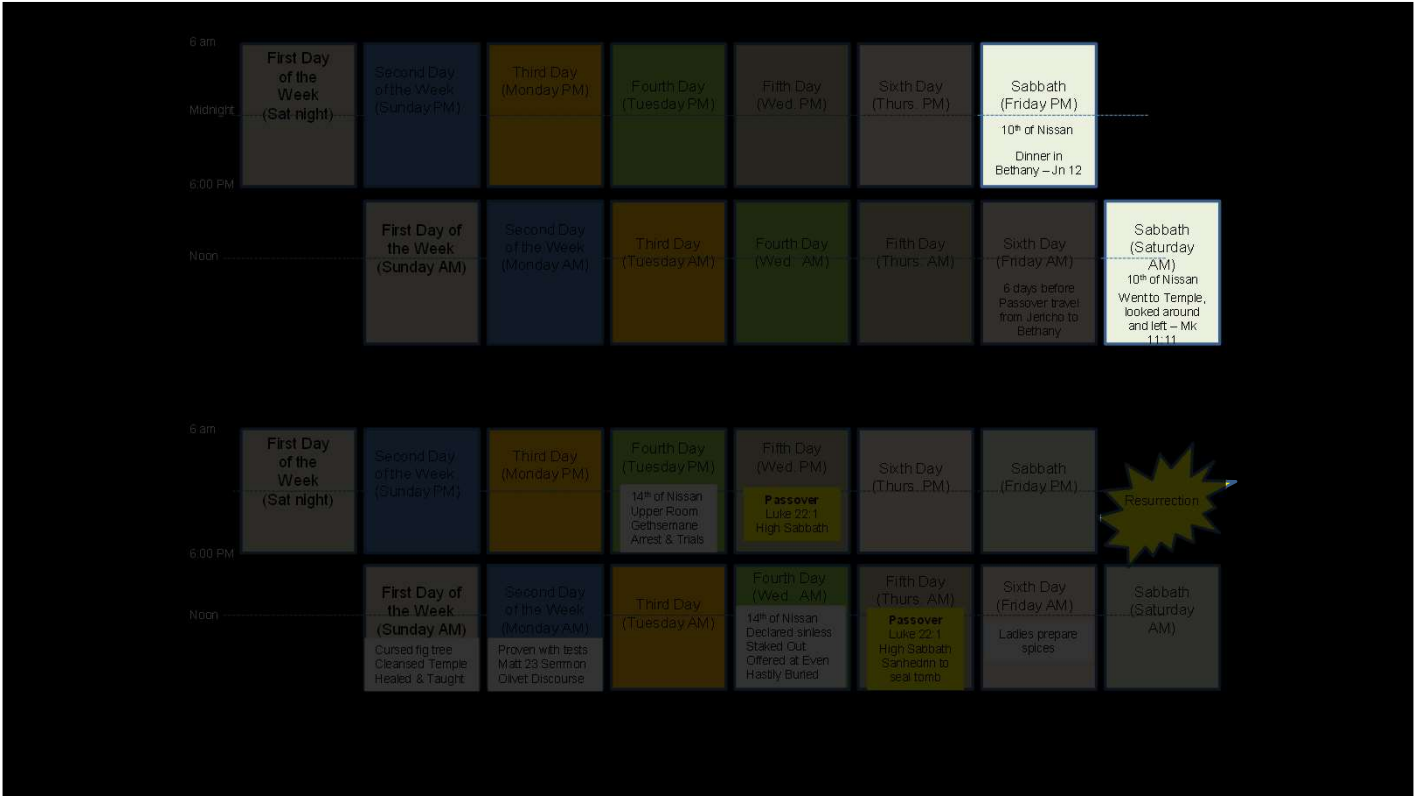 6 am
First Day
of the
Week
(Sat night)
Second Day
of the Week
(Sunday PM)
Third Day
(Monday PM)
Fourth Day
(Tuesday PM)
Fifth Day
(Wed. PM)
Sixth Day
(Thurs. PM)
Sabbath
(Friday PM)
10th of Nissan
Dinner in
Bethany – Jn 12
Midnight
6:00 PM
First Day of
the Week
(Sunday AM)
Second Day
of the Week
(Monday AM)
Third Day
(Tuesday AM)
Fourth Day
(Wed. AM)
Fifth Day
(Thurs. AM)
Sixth Day
(Friday AM)
6 days before
Passover travel
from Jericho to
Bethany
Sabbath
(Saturday
AM)
10th of Nissan
Went to Temple,
looked around
and left – Mk
11:11
Noon
6 am
First Day
of the
Week
(Sat night)
Second Day
of the Week
(Sunday PM)
Third Day
(Monday PM)
Fourth Day
(Tuesday PM)
14th of Nissan
Upper Room
Gethsemane
Arrest & Trials
Fifth Day
(Wed. PM)
Passover
Luke 22:1
High Sabbath
Sixth Day
(Thurs. PM)
Sabbath
(Friday PM)
Resurrection
6:00 PM
First Day of
the Week
(Sunday AM)
Cursed fig tree
Cleansed Temple
Healed & Taught
Second Day
of the Week
(Monday AM)
Proven with tests
Matt 23 Serrmon
Olivet Discourse
Third Day
(Tuesday AM)
Fourth Day
(Wed. AM)
14th of Nissan
Declared sinless
Staked Out
Offered at Even
Hastily Buried
Fifth Day
(Thurs. AM)
Passover
Luke 22:1
High Sabbath
Sanhedrin to
seal tomb
Sixth Day
(Friday AM)
Ladies prepare
spices
Sabbath
(Saturday
AM)
Noon